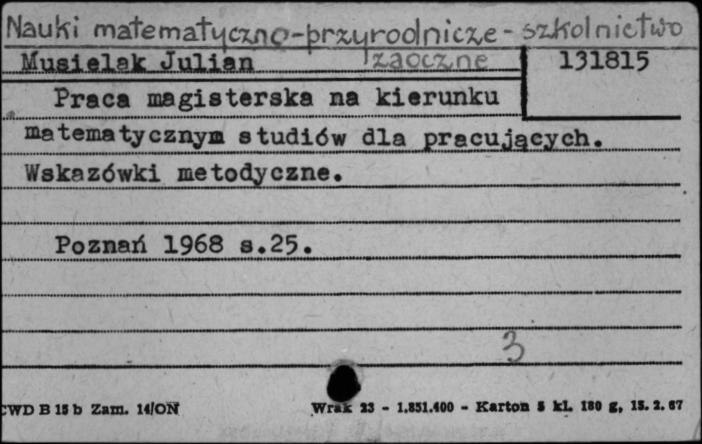 Nauki matematyczno-przyrodnicze - szkolnictwo
zaoczne
Musielak Julian
131815
Praca magisterska na kierunku
matematycznym studiów dla pracujących.
Wskazówki metodyczne.
Poznań 1968 s.25.
3
CWD B 15 b Zam. 14/ON Wrak 23 - 1.851.400 - Karton 5 kl. 180 g, 15. 2. 67